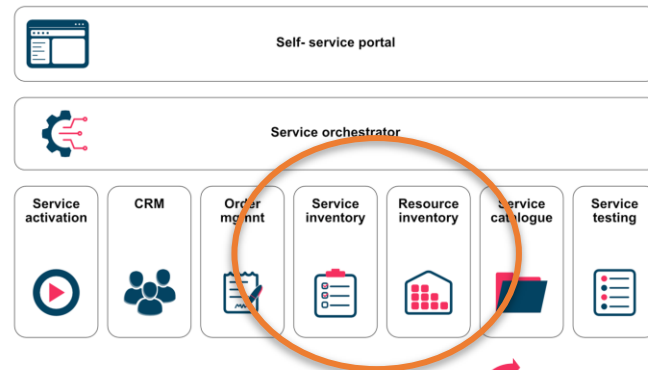 Self- service portal
Service orchestrator
Service
activation
CRM
Order
mgmnt
Service
inventory
Resource
inventory
Service
catalogue
Service
testing